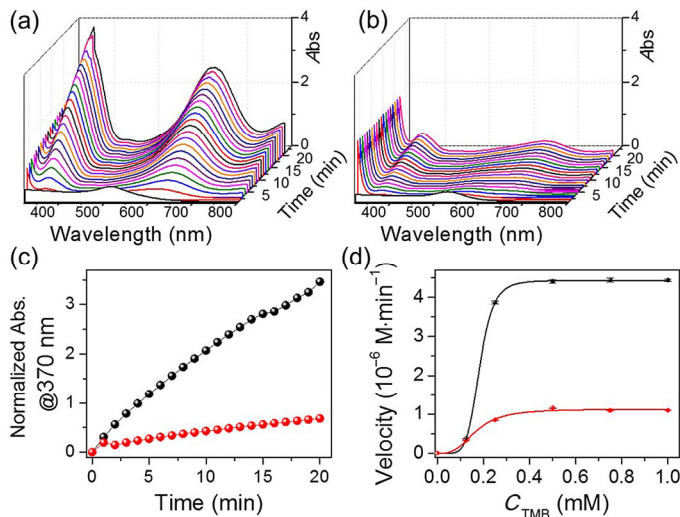 (a)
4
2
0
Abs
20
15
10
5
Time (min)
400 500 600 700 800
Wavelength (nm)
(b)
4
2
0
Abs
20
15
10
5
Time (min)
400 500 600 700 800
Wavelength (nm)
(c)
Normalized Abs.
@370 nm
3
2
1
0
0 5 10 15 20
Time (min)
(d)
Velocity (10⁻⁶ M·min⁻¹)
4
3
2
1
0
0.0 0.2 0.4 0.6 0.8 1.0
C_TMB (mM)